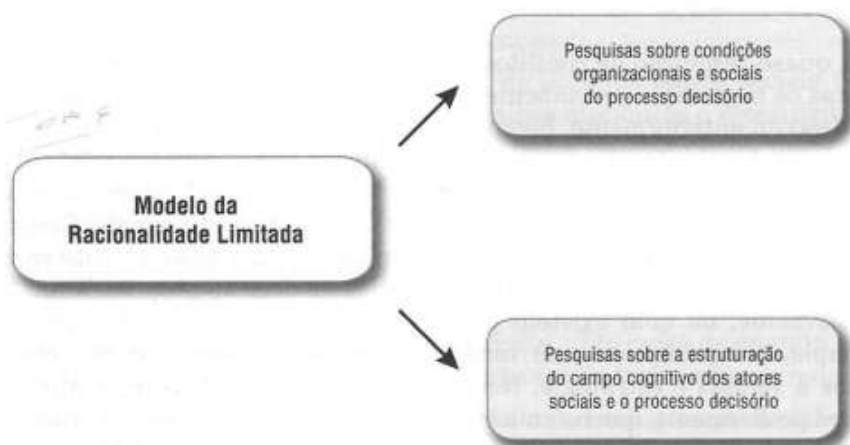 Pesquisas sobre condições
organizacionais e sociais
do processo decisório
Modelo da
Racionalidade Limitada
Pesquisas sobre a estruturação
do campo cognitivo dos atores
sociais e o processo decisório